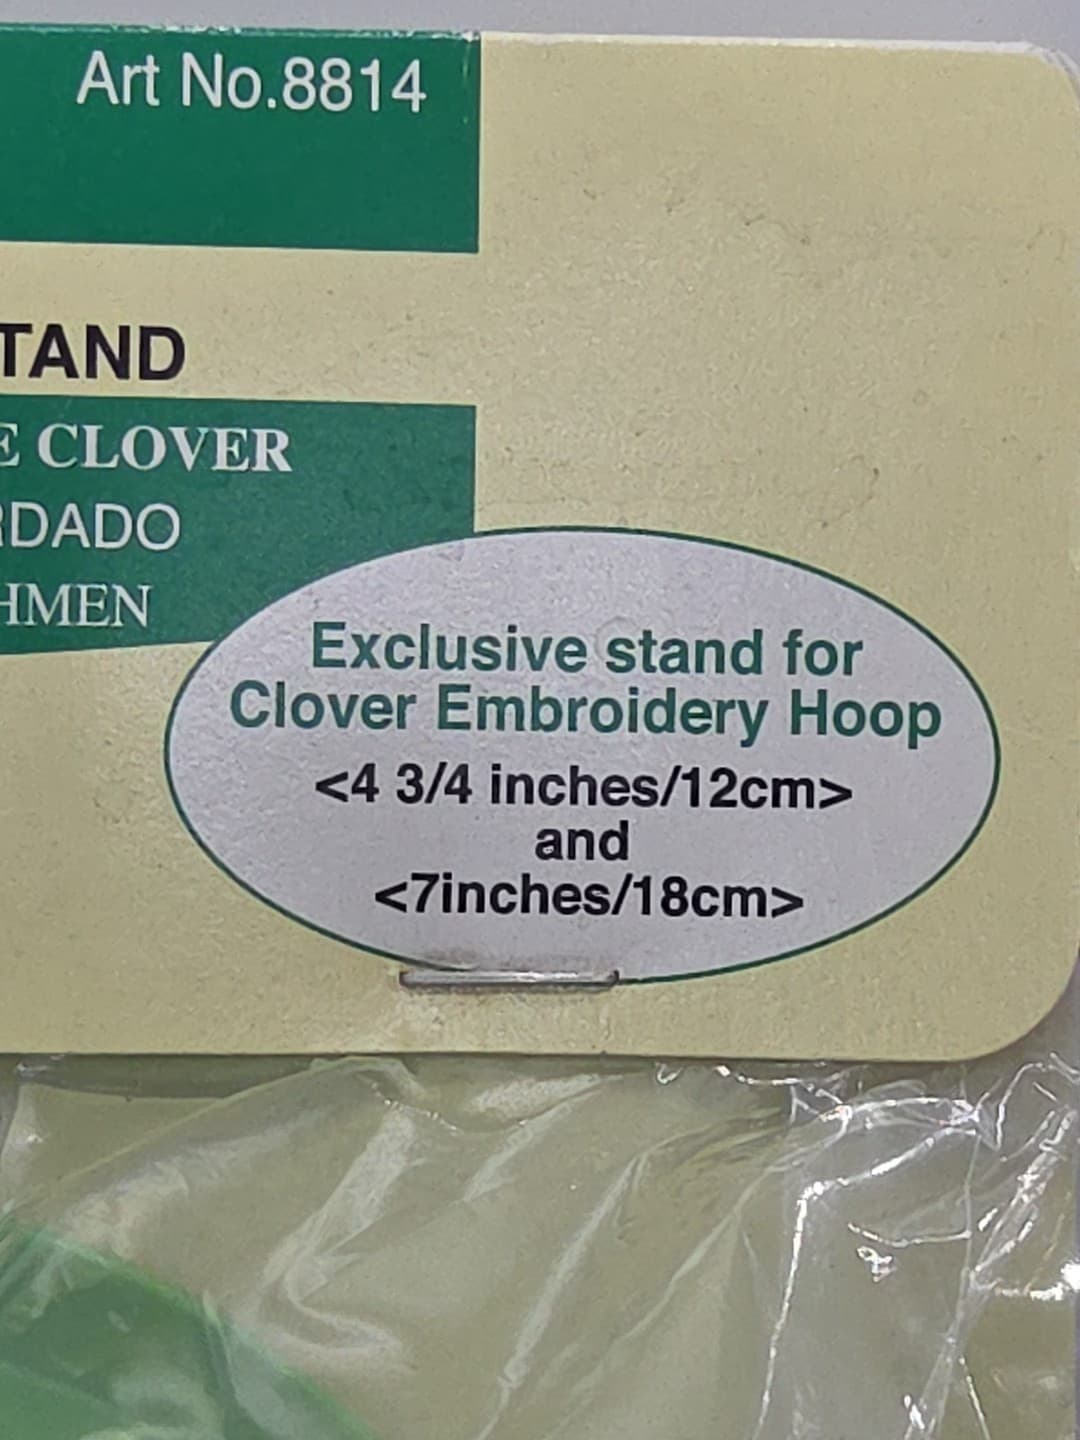 Art No.8814
TAND
E CLOVER
RDADO
HMEN
Exclusive stand for
Clover Embroidery Hoop
<4 3/4 inches/12cm>
and
<7inches/18cm>